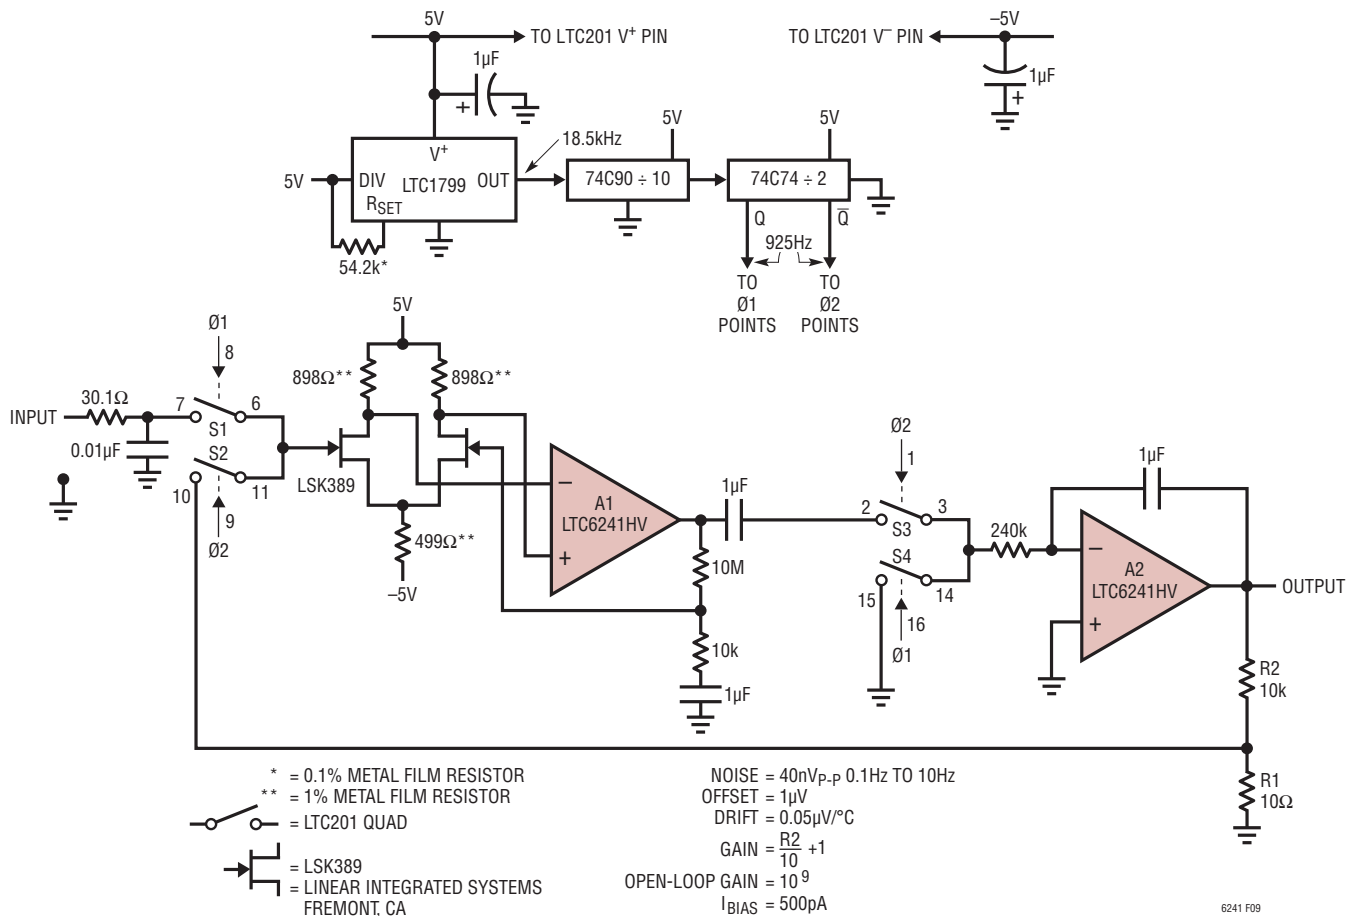 5V
TO LTC201 V+ PIN
–5V
TO LTC201 V– PIN
1µF
+
1µF
+
5V
DIV
V+
LTC1799
OUT
RSET
54.2k*
18.5kHz
5V
74C90 ÷ 10
5V
74C74 ÷ 2
Q
Q̅
925Hz
TO
Ø1
POINTS
TO
Ø2
POINTS
INPUT
30.1Ω
0.01µF
Ø1
8
7
6
S1
S2
10
11
9
Ø2
5V
898Ω**
898Ω**
LSK389
499Ω**
–5V
–
+
A1
LTC6241HV
1µF
10M
10k
1µF
Ø2
1
2
3
S3
S4
15
14
16
Ø1
240k
1µF
–
+
A2
LTC6241HV
OUTPUT
R2
10k
R1
10Ω
* = 0.1% METAL FILM RESISTOR
** = 1% METAL FILM RESISTOR
= LTC201 QUAD
= LSK389
= LINEAR INTEGRATED SYSTEMS
FREMONT, CA
NOISE = 40nVP-P 0.1Hz TO 10Hz
OFFSET = 1µV
DRIFT = 0.05µV/°C
GAIN = R2/10 +1
OPEN-LOOP GAIN = 10⁹
IBIAS = 500pA
6241 F09